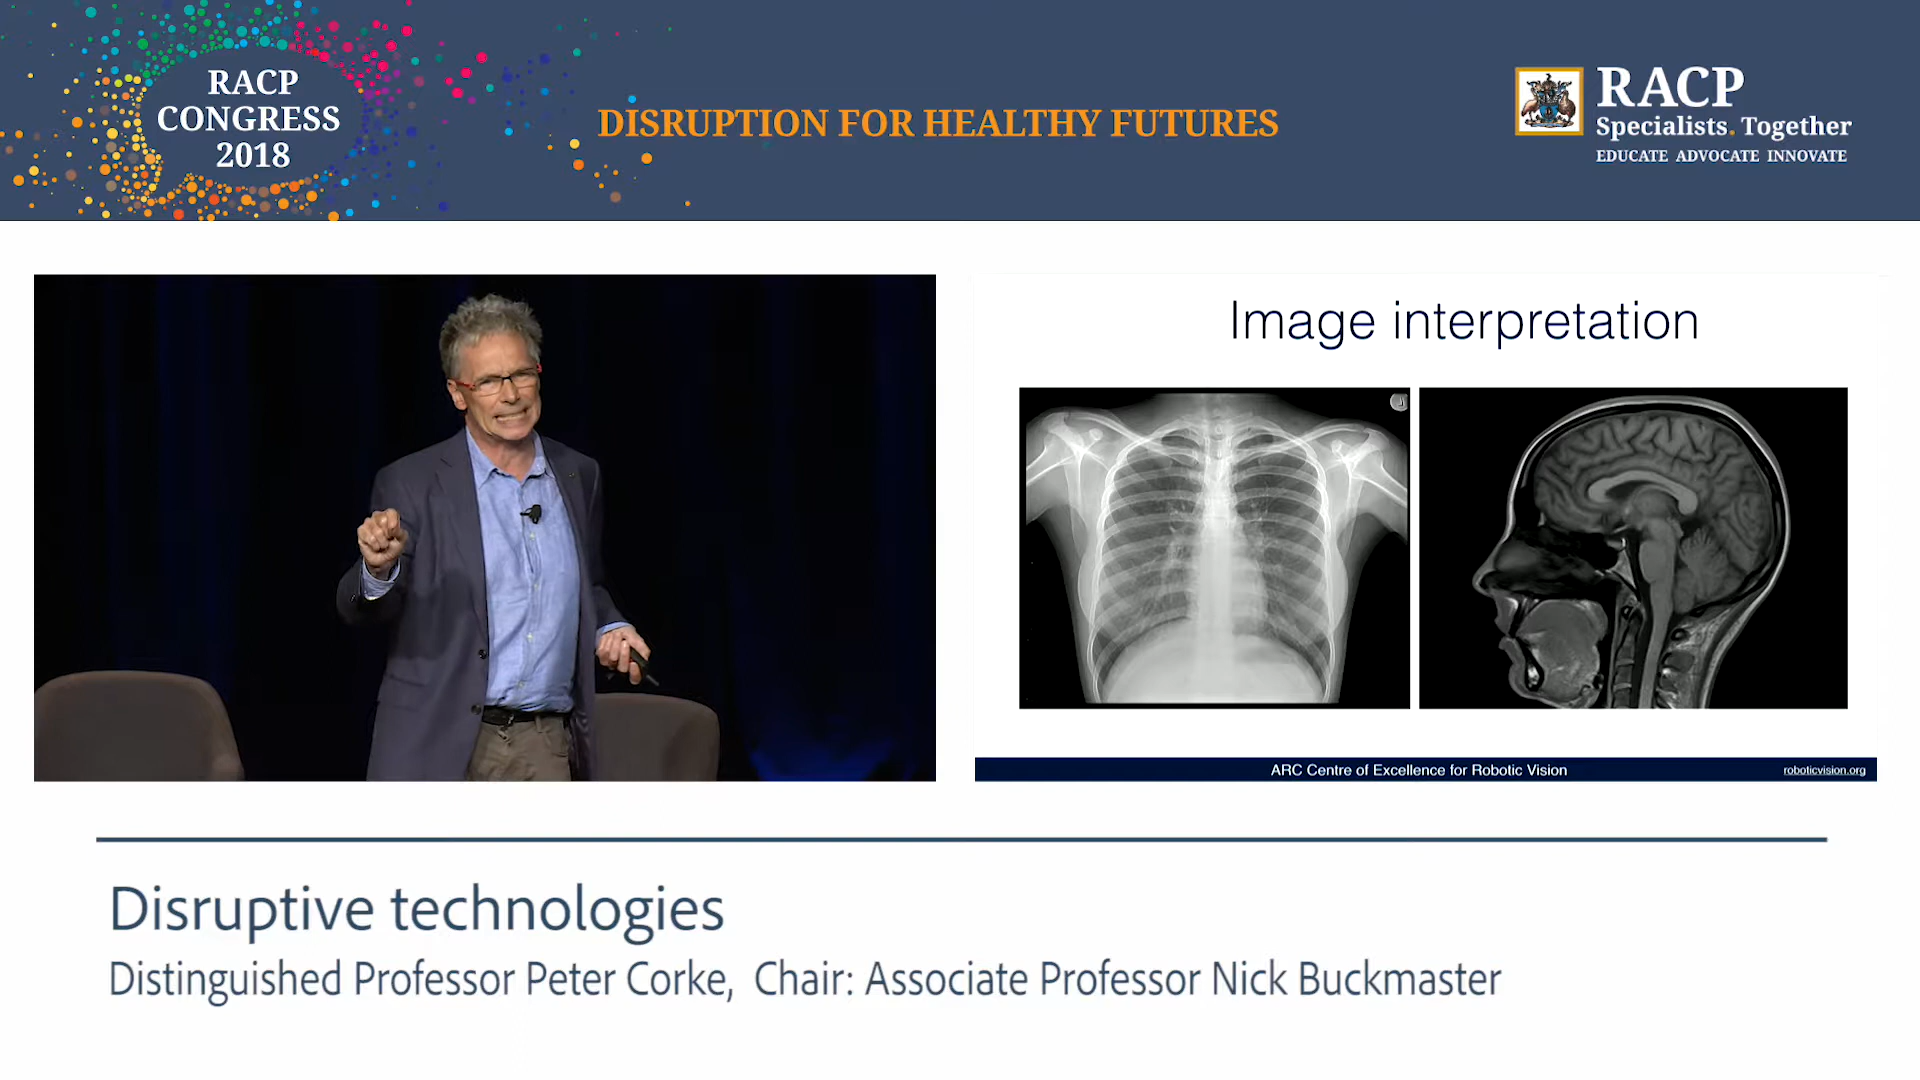 RACP
CONGRESS
2018
DISRUPTION FOR HEALTHY FUTURES
RACP
Specialists. Together
EDUCATE ADVOCATE INNOVATE
Image interpretation
ARC Centre of Excellence for Robotic Vision
roboticvision.org
Disruptive technologies
Distinguished Professor Peter Corke, Chair: Associate Professor Nick Buckmaster